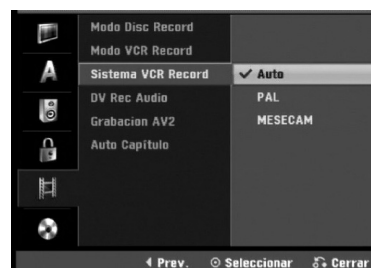 Modo Disc Record
Modo VCR Record
Sistema VCR Record ✓ Auto
DV Rec Audio PAL
Grabacion AV2 MESECAM
Auto Capítulo
Prev. Seleccionar Cerrar